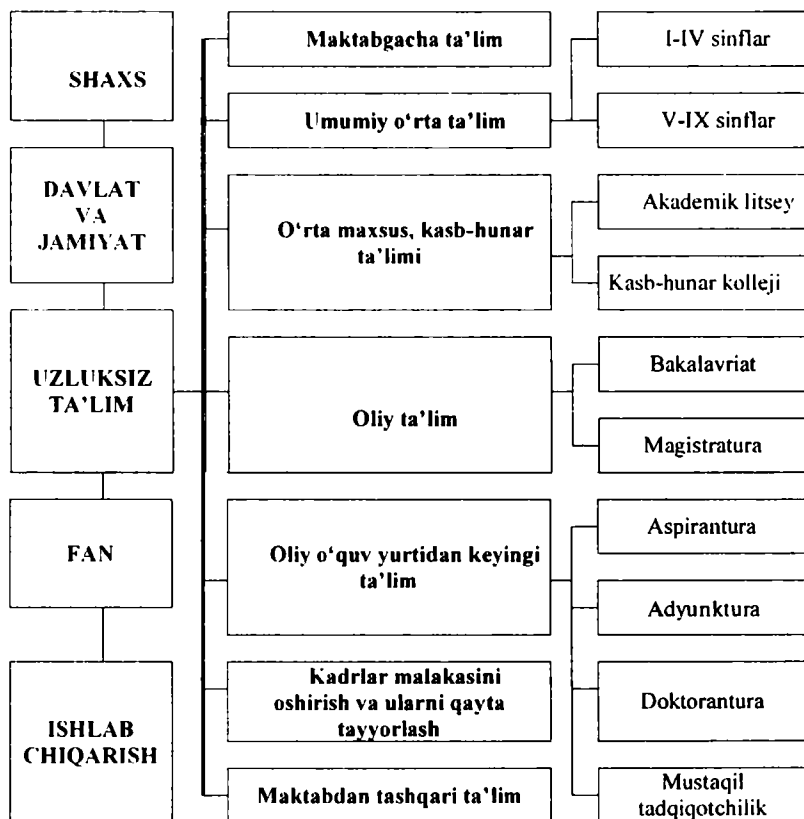 SHAXS
DAVLAT
VA
JAMIYAT
UZLUKSIZ
TA’LIM
FAN
ISHLAB
CHIQARISH
Maktabgacha ta’lim
Umumiy o‘rta ta’lim
O‘rta maxsus, kasb-hunar
ta’limi
Oliy ta’lim
Oliy o‘quv yurtidan keyingi
ta’lim
Kadrlar malakasini
oshirish va ularni qayta
tayyorlash
Maktabdan tashqari ta’lim
I-IV sinflar
V-IX sinflar
Akademik litsey
Kasb-hunar kolleji
Bakalavriat
Magistratura
Aspirantura
Adyunktura
Doktorantura
Mustaqil
tadqiqotchilik